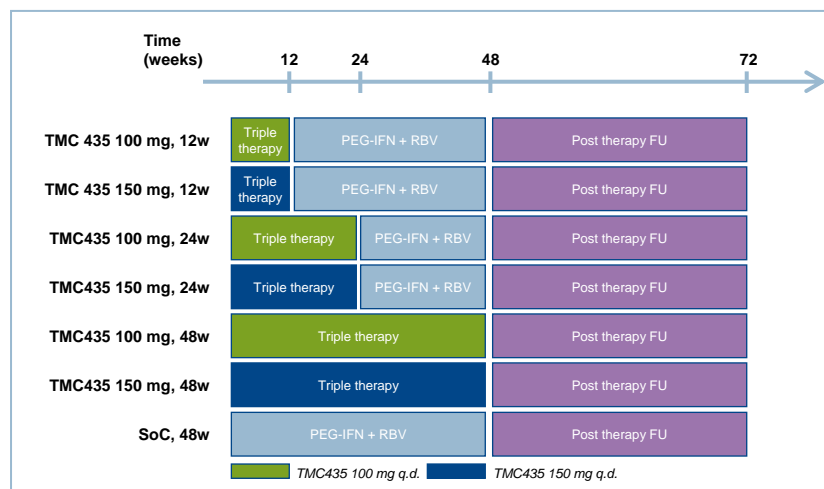 Time
(weeks)
12 24 48 72
TMC 435 100 mg, 12w
Triple
therapy
PEG-IFN + RBV
Post therapy FU
TMC 435 150 mg, 12w
Triple
therapy
PEG-IFN + RBV
Post therapy FU
TMC435 100 mg, 24w
Triple therapy
PEG-IFN + RBV
Post therapy FU
TMC435 150 mg, 24w
Triple therapy
PEG-IFN + RBV
Post therapy FU
TMC435 100 mg, 48w
Triple therapy
Post therapy FU
TMC435 150 mg, 48w
Triple therapy
Post therapy FU
SoC, 48w
PEG-IFN + RBV
Post therapy FU
TMC435 100 mg q.d.
TMC435 150 mg q.d.